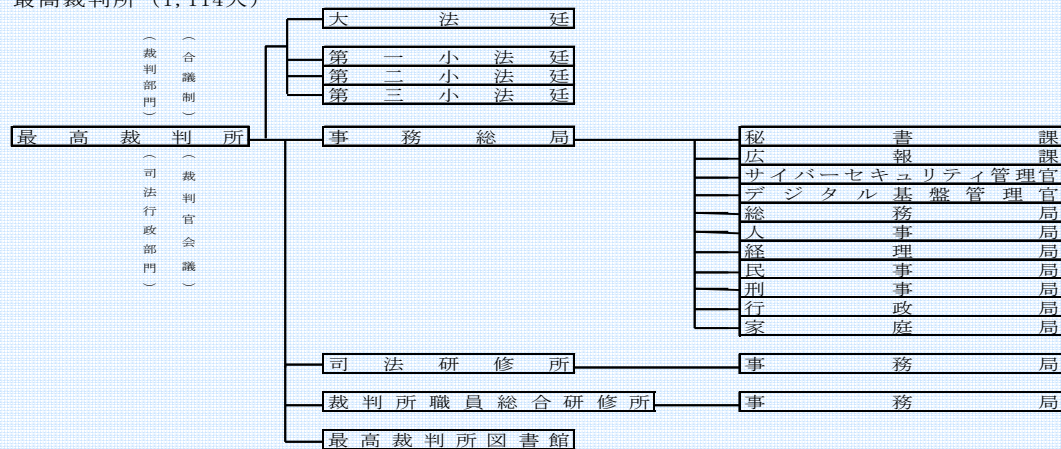 最高裁判所（1,114人）
大法廷
（裁判部門）
（合議制）
第一小法廷
第二小法廷
第三小法廷
最高裁判所
事務総局
秘書課
広報課
サイバーセキュリティ管理官
デジタル基盤管理官
総務局
人事局
経理局
民事局
刑事局
行政局
家庭局
（司法行政部門）
（裁判官会議）
司法研修所
事務局
裁判所職員総合研修所
事務局
最高裁判所図書館